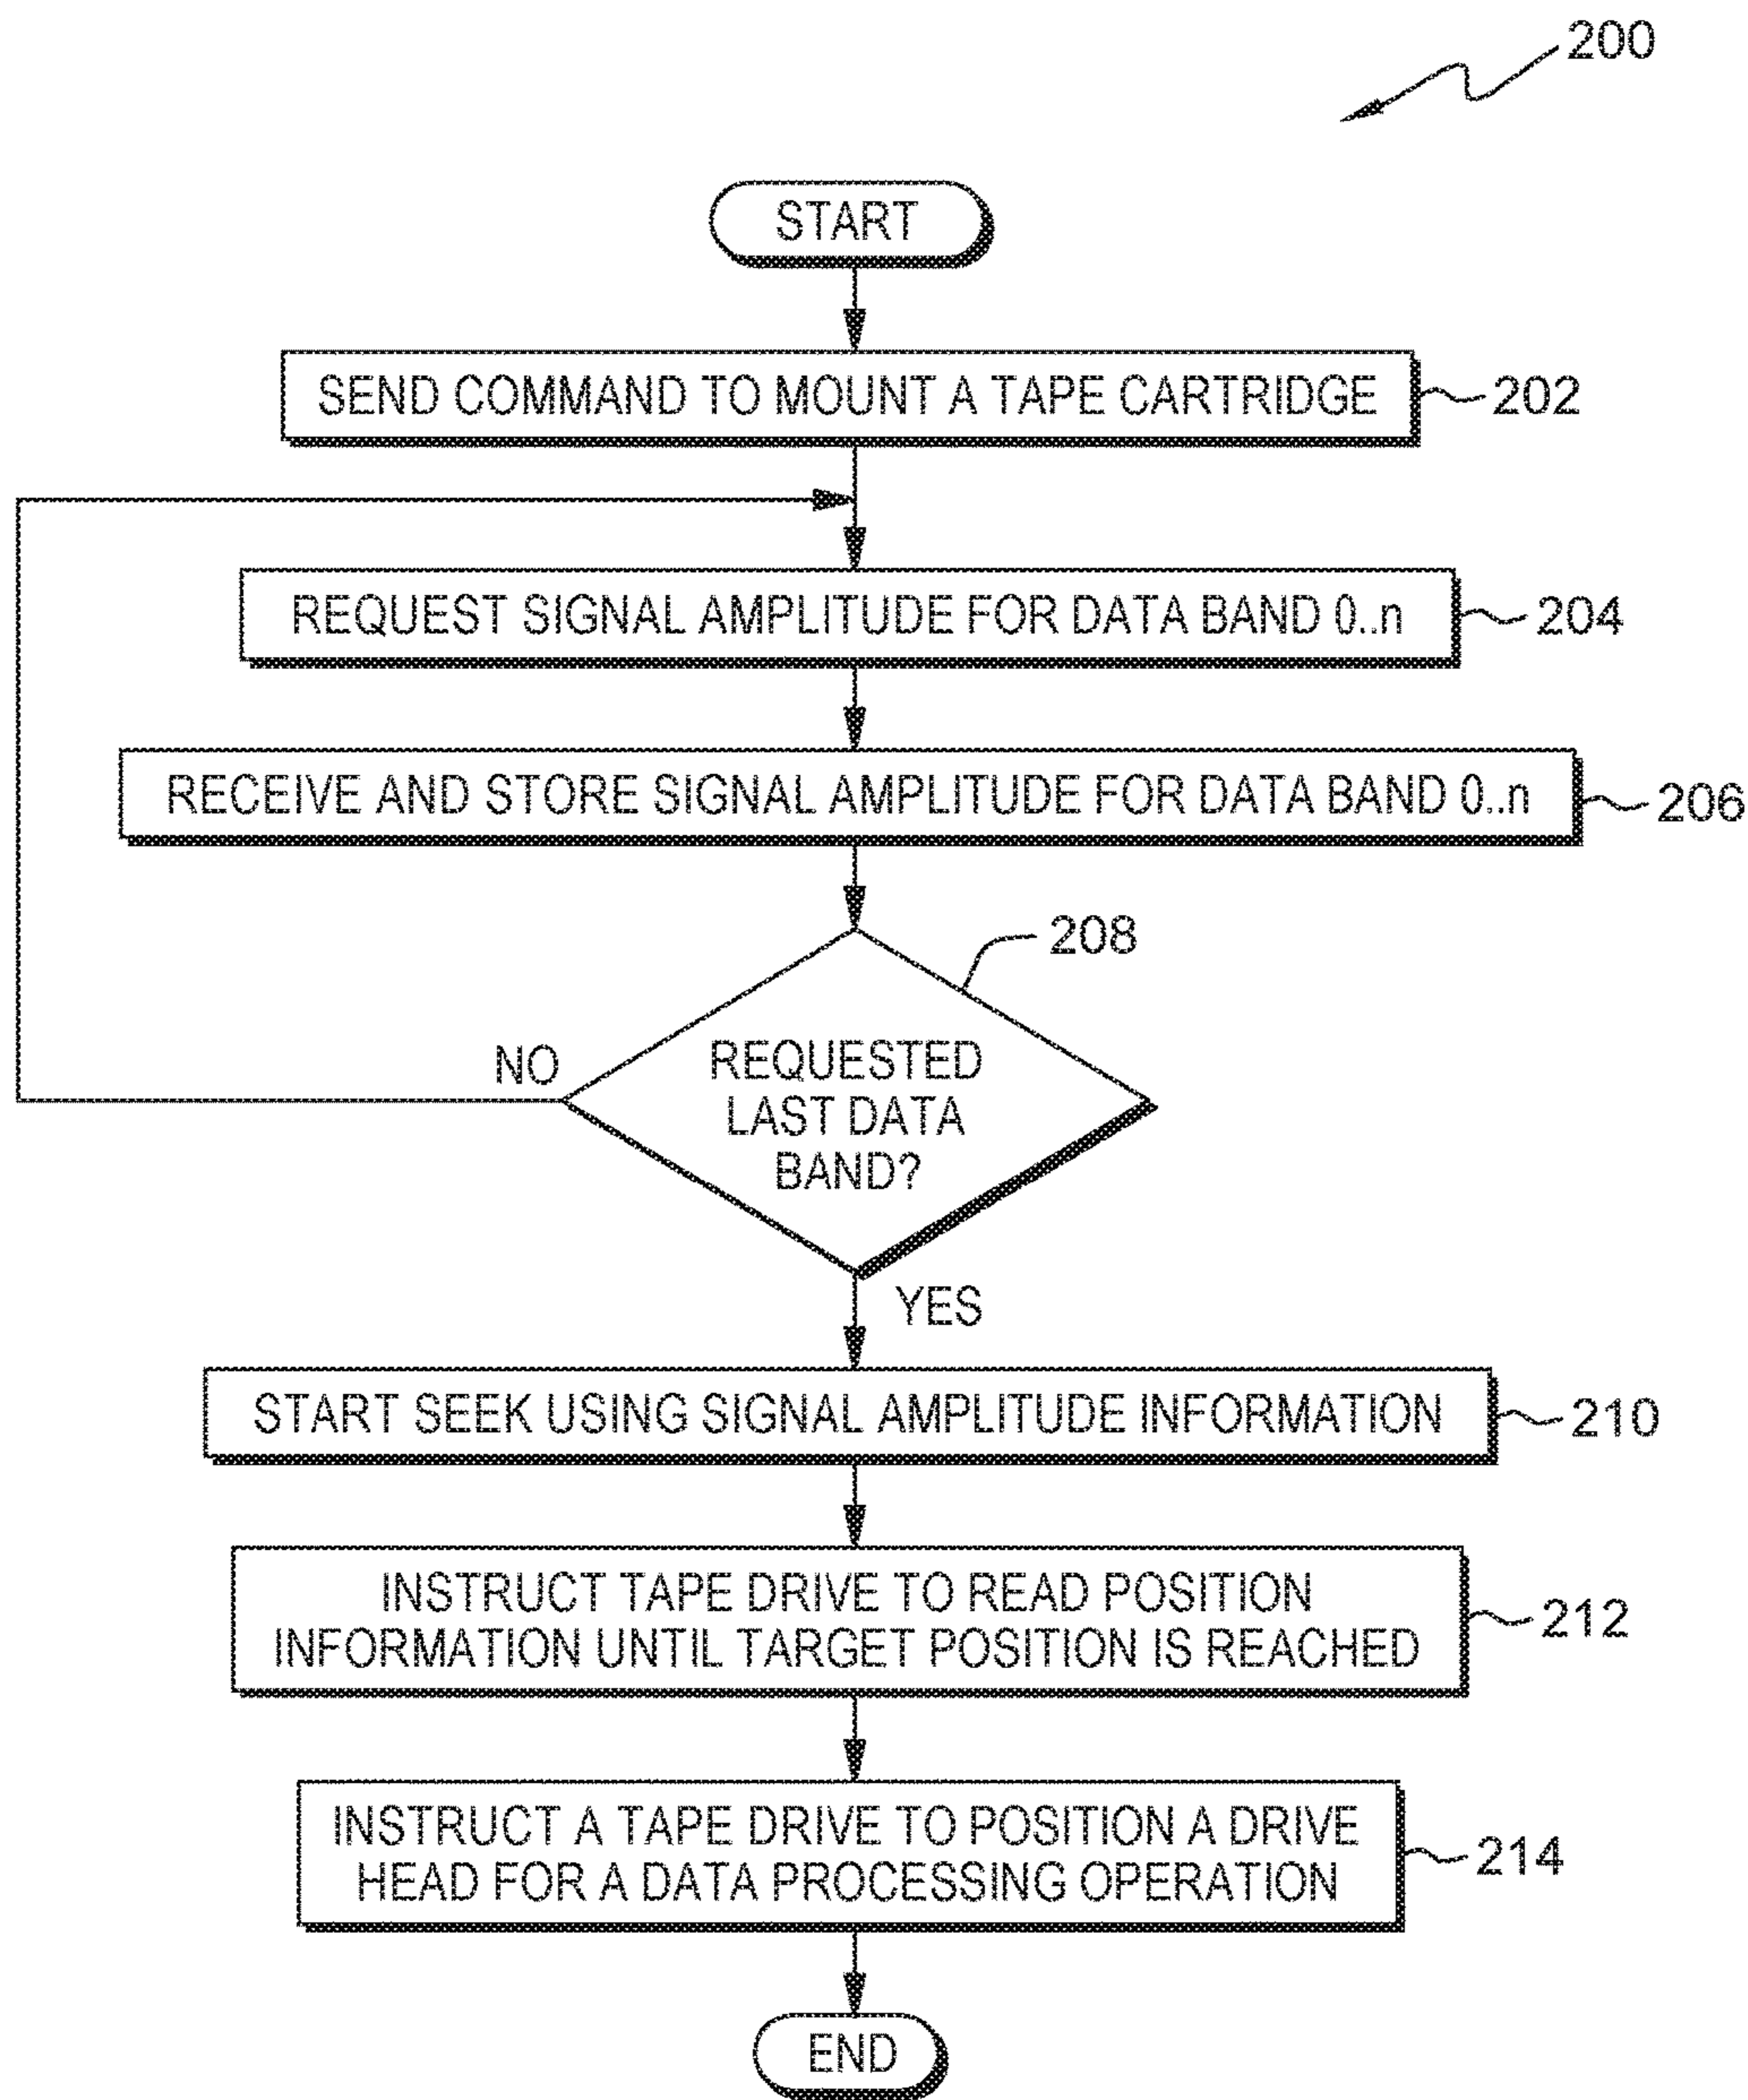 200
START
SEND COMMAND TO MOUNT A TAPE CARTRIDGE
202
REQUEST SIGNAL AMPLITUDE FOR DATA BAND 0..n
204
RECEIVE AND STORE SIGNAL AMPLITUDE FOR DATA BAND 0..n
206
208
NO
REQUESTED
LAST DATA
BAND?
YES
START SEEK USING SIGNAL AMPLITUDE INFORMATION
210
INSTRUCT TAPE DRIVE TO READ POSITION
INFORMATION UNTIL TARGET POSITION IS REACHED
212
INSTRUCT A TAPE DRIVE TO POSITION A DRIVE
HEAD FOR A DATA PROCESSING OPERATION
214
END